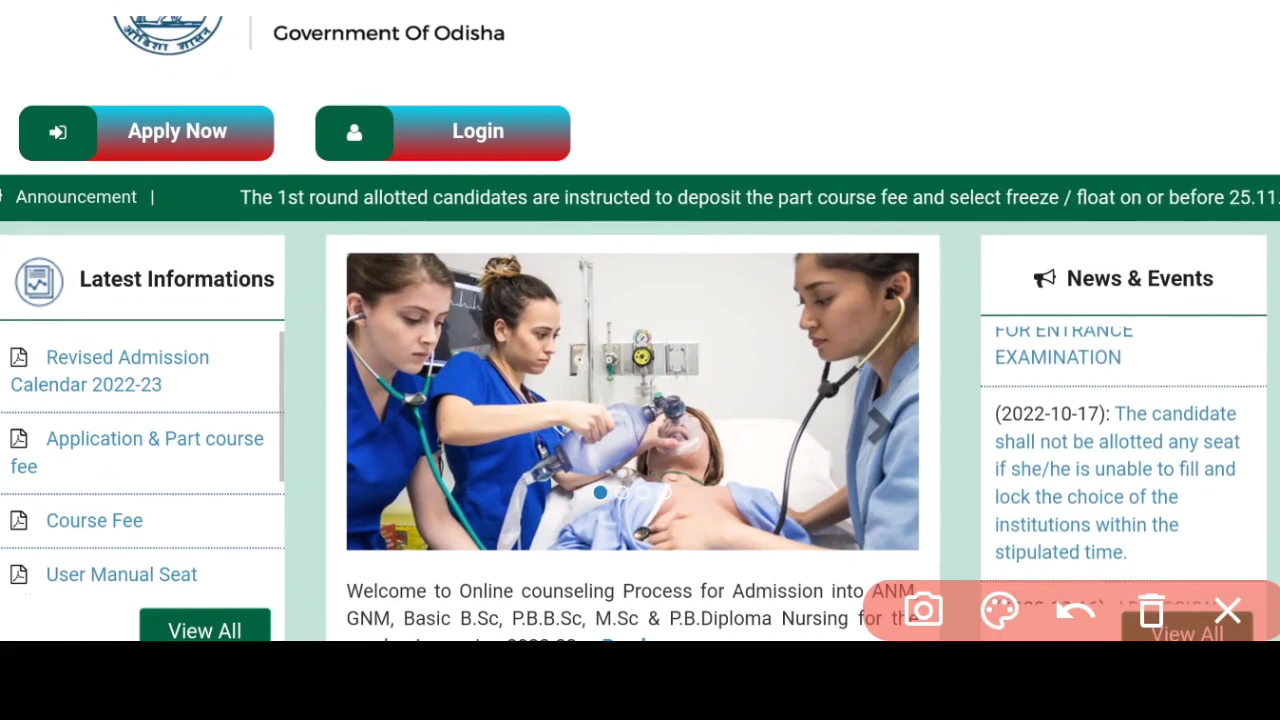 ओडिशा शासन
Government Of Odisha
Apply Now
Login
Announcement |
The 1st round allotted candidates are instructed to deposit the part course fee and select freeze / float on or before 25.11.
Latest Informations
Revised Admission
Calendar 2022-23
Application & Part course
fee
Course Fee
User Manual Seat
View All
Welcome to Online counseling Process for Admission into ANM,
GNM, Basic B.Sc, P.B.B.Sc, M.Sc & P.B.Diploma Nursing for the
News & Events
FOR ENTRANCE
EXAMINATION
(2022-10-17): The candidate
shall not be allotted any seat
if she/he is unable to fill and
lock the choice of the
institutions within the
stipulated time.
View All